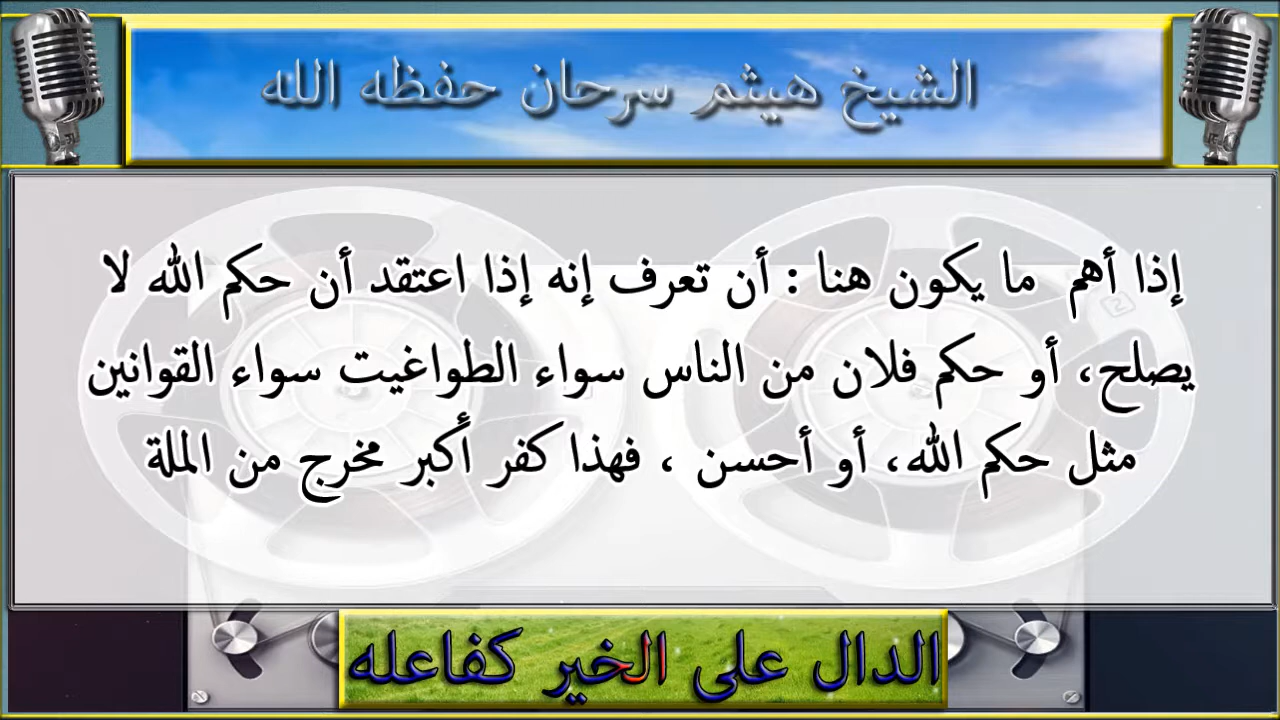 الشيخ هيثم سرحان حفظه الله
إذا أهم ما يكون هنا : أن تعرف إنه إذا اعتقد أن حكم الله لا
يصلح، أو حكم فلان من الناس سواء الطواغيت سواء القوانين
مثل حكم الله، أو أحسن ، فهذا كفر أكبر مخرج من الملة
الدال على الخير كفاعله